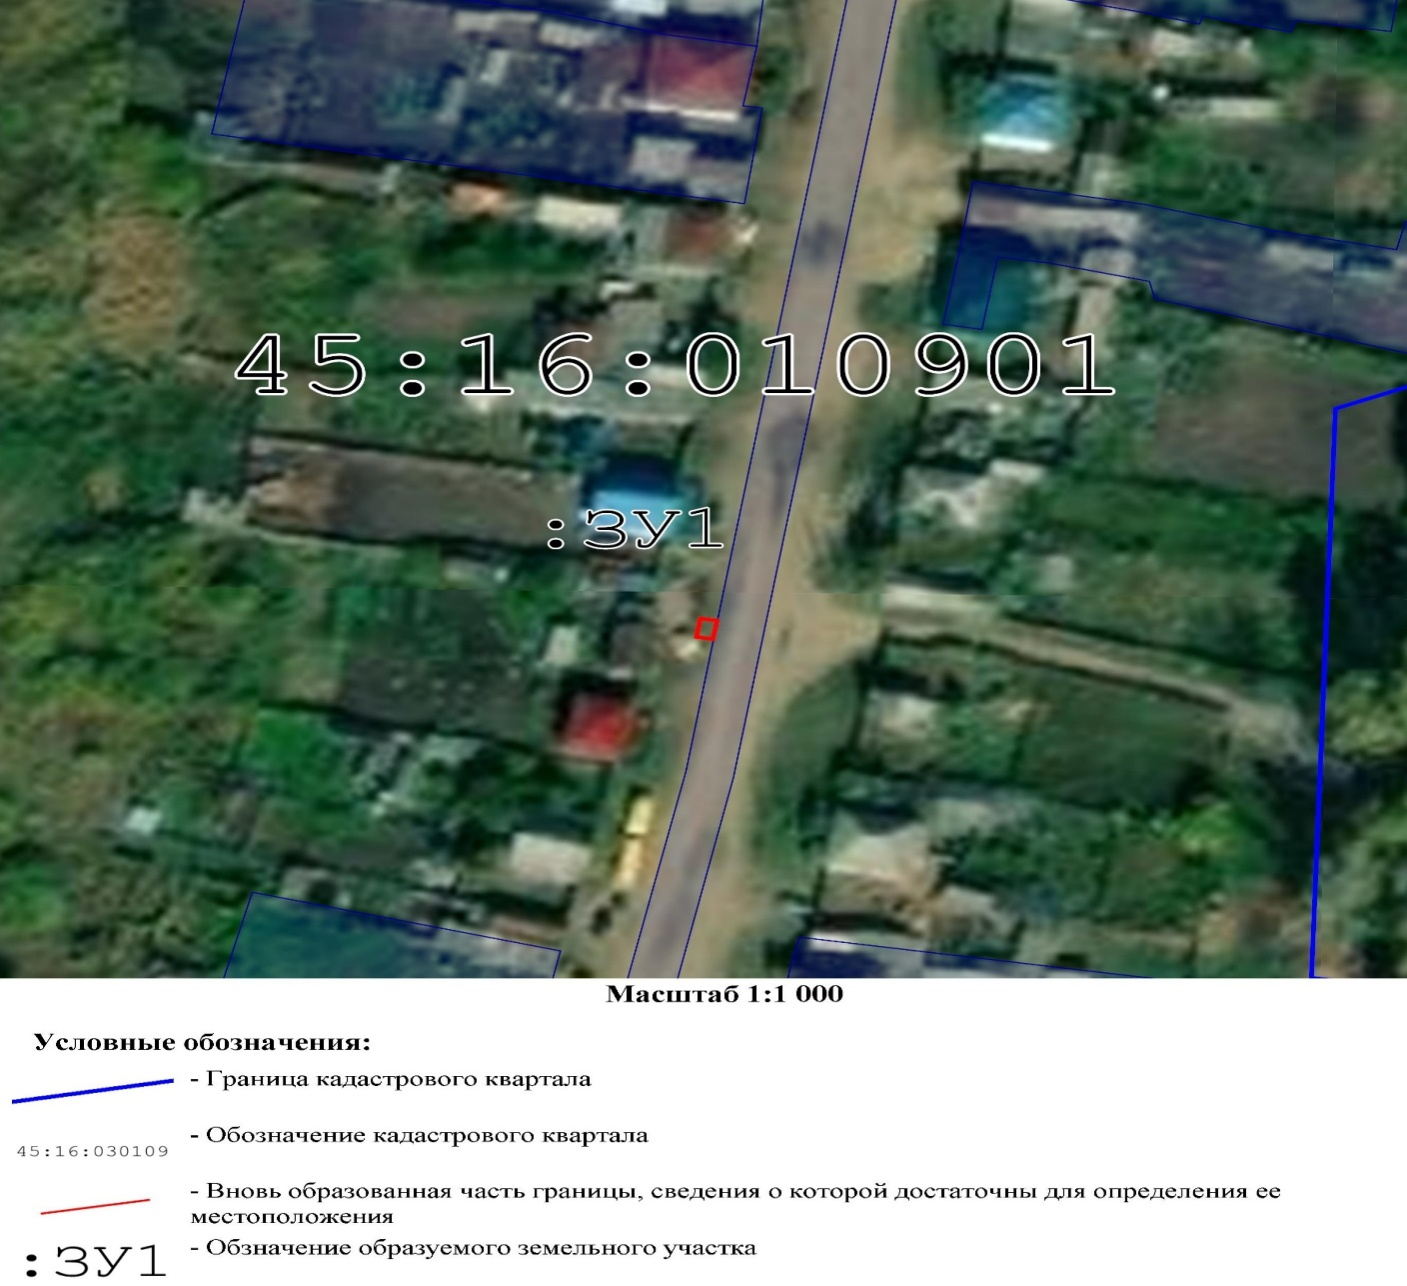 45:16:010901
:ЗУ1
Масштаб 1:1 000
Условные обозначения:
- Граница кадастрового квартала
- Обозначение кадастрового квартала
45:16:030109
- Вновь образованная часть границы, сведения о которой достаточны для определения ее
местоположения
:ЗУ1 - Обзначение образуемого земельного участка